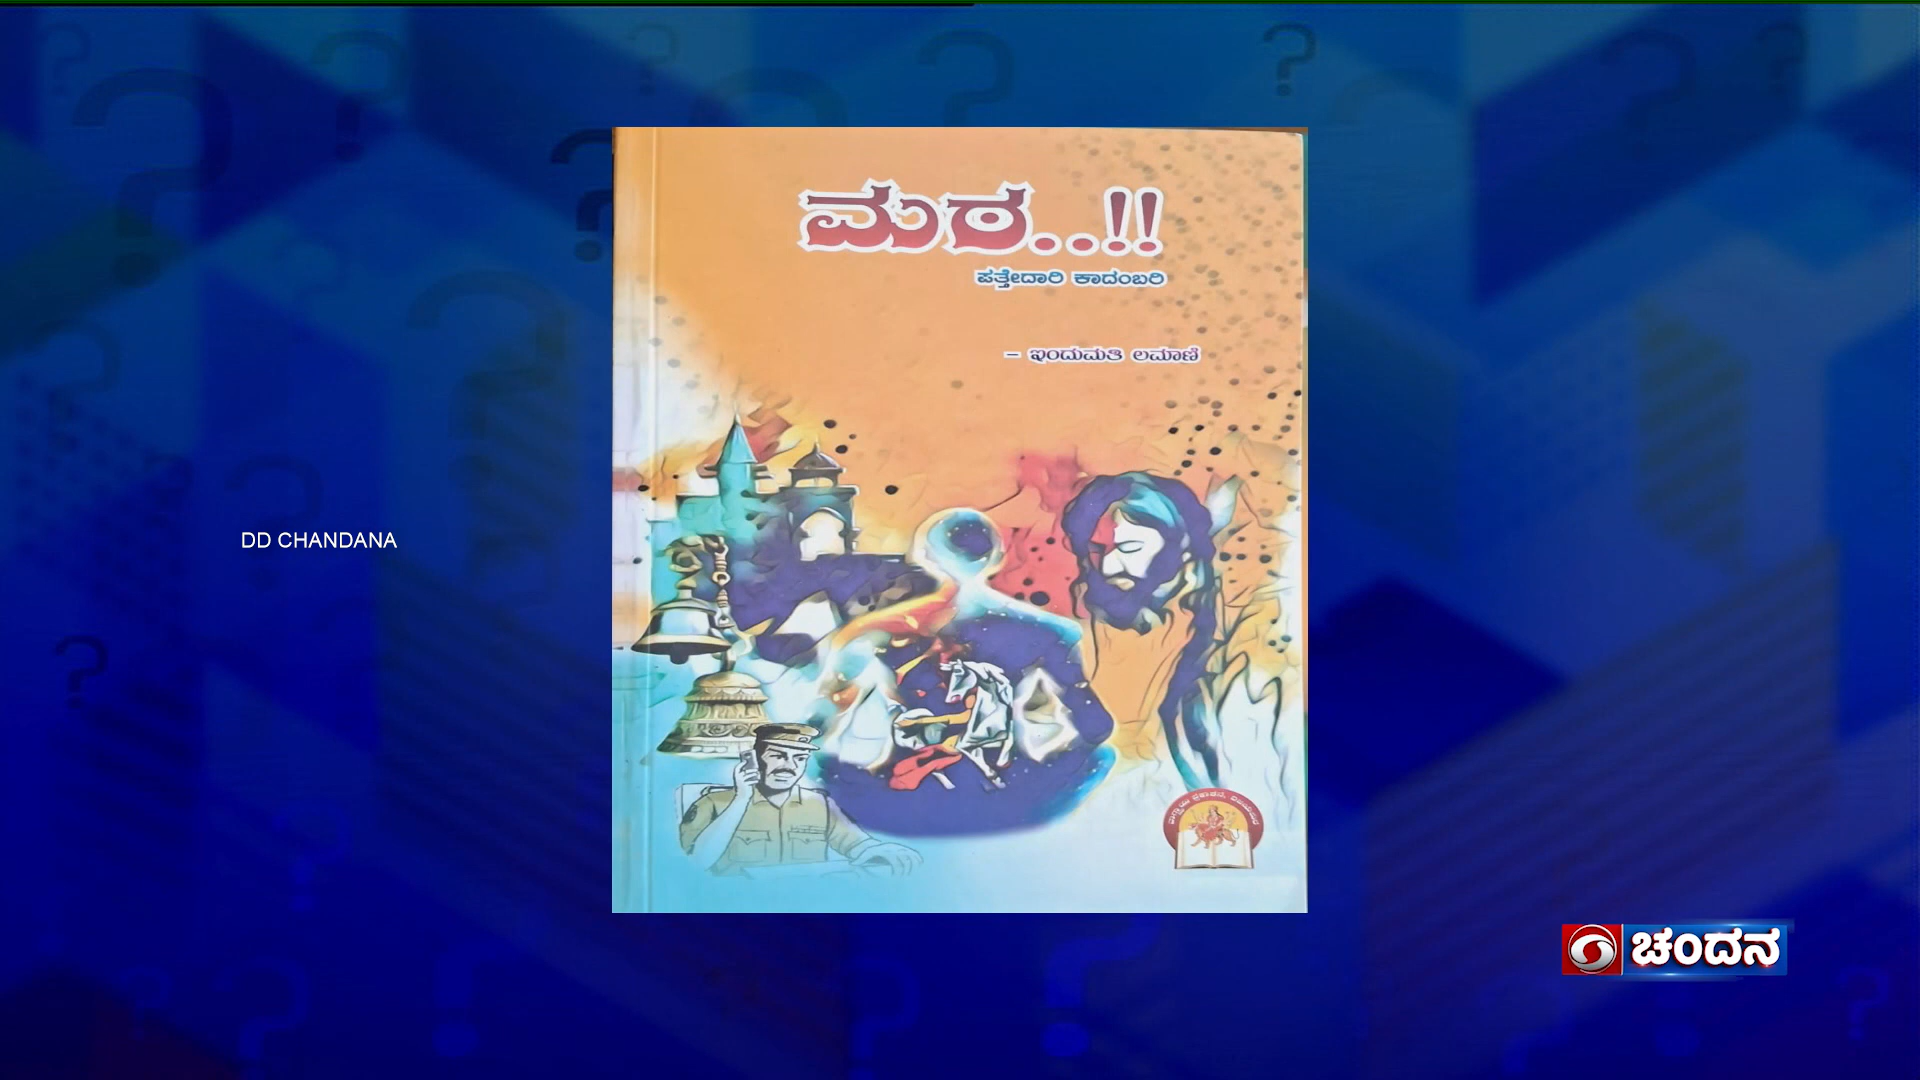 ಮಠ..!!
ಪತ್ತೇದಾರಿ ಕಾದಂಬರಿ
– ಇಂದುಮತಿ ಲಮಾಣಿ
DD CHANDANA
ಚಂದನ